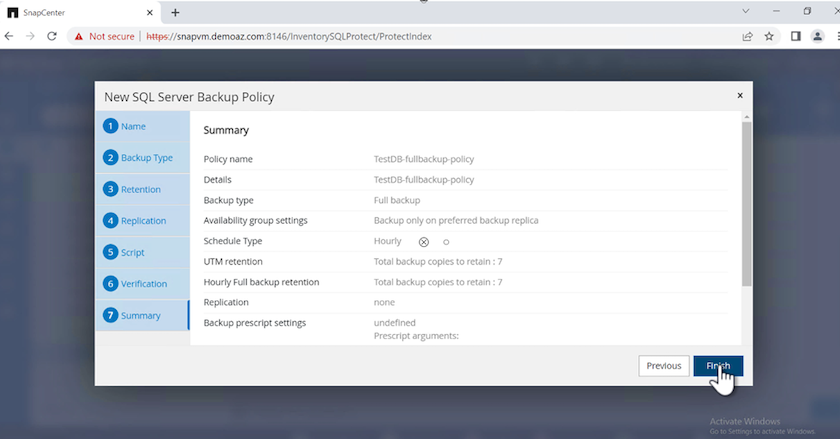 SnapCenter
Not secure | https://snapvm.demoaz.com:8146/InventorySQLProtect/ProtectIndex
New SQL Server Backup Policy
1 Name
2 Backup Type
3 Retention
4 Replication
5 Script
6 Verification
7 Summary
Summary
Policy name TestDB-fullbackup-policy
Details TestDB-fullbackup-policy
Backup type Full backup
Availability group settings Backup only on preferred backup replica
Schedule Type Hourly
UTM retention Total backup copies to retain : 7
Hourly Full backup retention Total backup copies to retain : 7
Replication none
Backup prescript settings undefined
Prescript arguments:
Previous Finish
Activate Windows
Go to Settings to activate Windows.